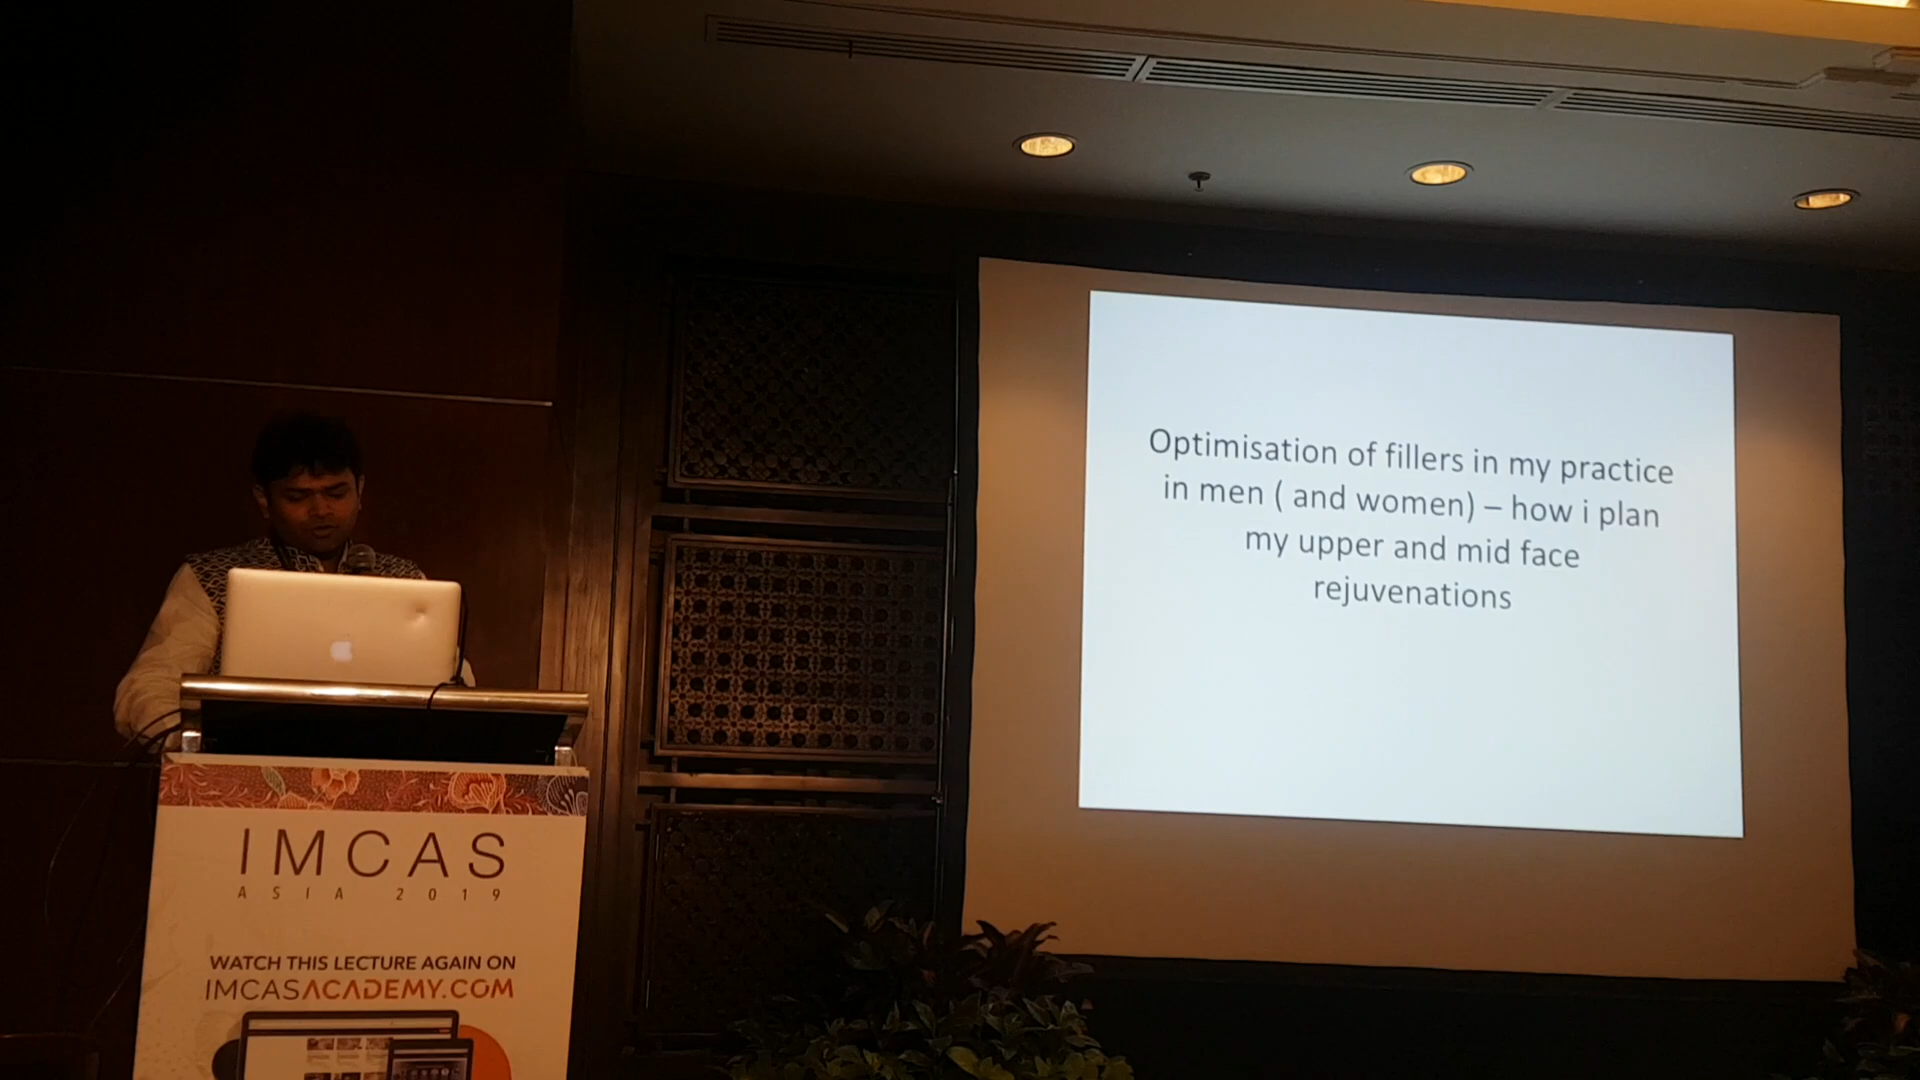 Optimisation of fillers in my practice
in men ( and women) – how i plan
my upper and mid face
rejuvenations
IMCAS
ASIA 2019
WATCH THIS LECTURE AGAIN ON
IMCASACADEMY.COM